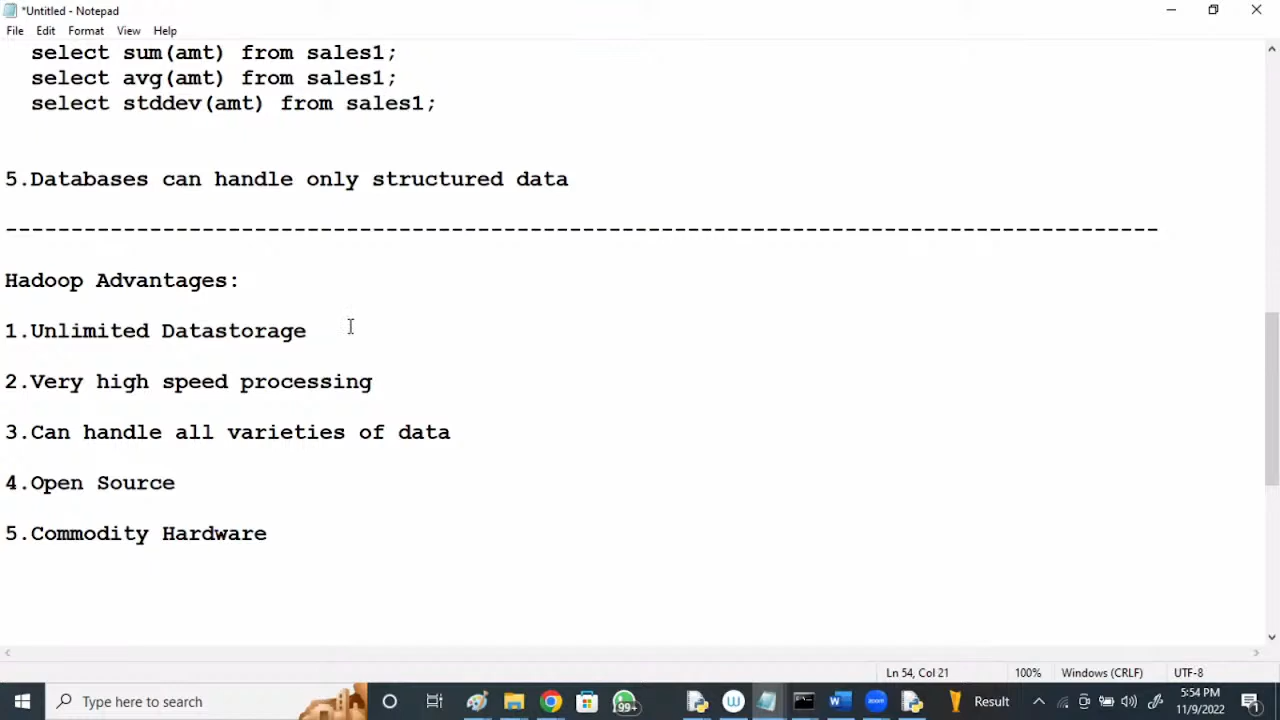 *Untitled - Notepad
File Edit Format View Help
select sum(amt) from sales1;
select avg(amt) from sales1;
select stddev(amt) from sales1;
5.Databases can handle only structured data
----------------------------------------------------------------------------------------
Hadoop Advantages:
1.Unlimited Datastorage
2.Very high speed processing
3.Can handle all varieties of data
4.Open Source
5.Commodity Hardware
Ln 54, Col 21 100% Windows (CRLF) UTF-8
Type here to search
99+
Result
5:54 PM
11/9/2022